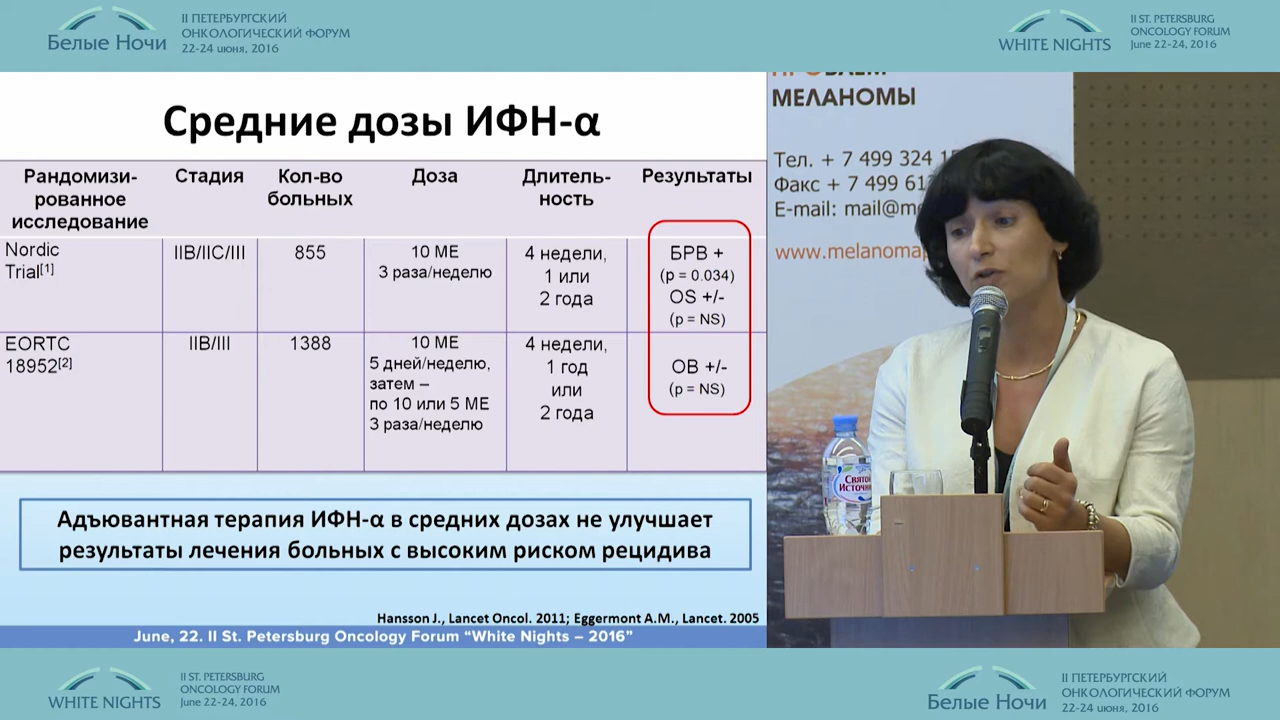 Белые Ночи
II ПЕТЕРБУРГСКИЙ
ОНКОЛОГИЧЕСКИЙ ФОРУМ
22-24 июня, 2016
WHITE NIGHTS
II ST. PETERSBURG
ONCOLOGY FORUM
June 22-24, 2016
Средние дозы ИФН-α
Рандомизи-
рованное
исследование
Стадия
Кол-во
больных
Доза
Длитель-
ность
Результаты
Nordic
Trial[1]
IIB/IIC/III
855
10 МЕ
3 раза/неделю
4 недели,
1 или
2 года
БРВ +
(p = 0.034)
OS +/-
(p = NS)
EORTC
18952[2]
IIB/III
1388
10 МЕ
5 дней/неделю,
затем –
по 10 или 5 МЕ
3 раза/неделю
4 недели,
1 год
или
2 года
ОВ +/-
(p = NS)
Адъювантная терапия ИФН-α в средних дозах не улучшает
результаты лечения больных с высоким риском рецидива
Hansson J., Lancet Oncol. 2011; Eggermont A.M., Lancet. 2005
June, 22. II St. Petersburg Oncology Forum “White Nights – 2016”
МЕЛАНОМЫ
Тел. + 7 499 324
Факс + 7 499
E-mail:
СВЯТОЙ
ИСТОЧНИК
WHITE NIGHTS
II ST. PETERSBURG
ONCOLOGY FORUM
June 22-24, 2016
Белые Ночи
II ПЕТЕРБУРГСКИЙ
ОНКОЛОГИЧЕСКИЙ ФОРУМ
22-24 июня, 2016